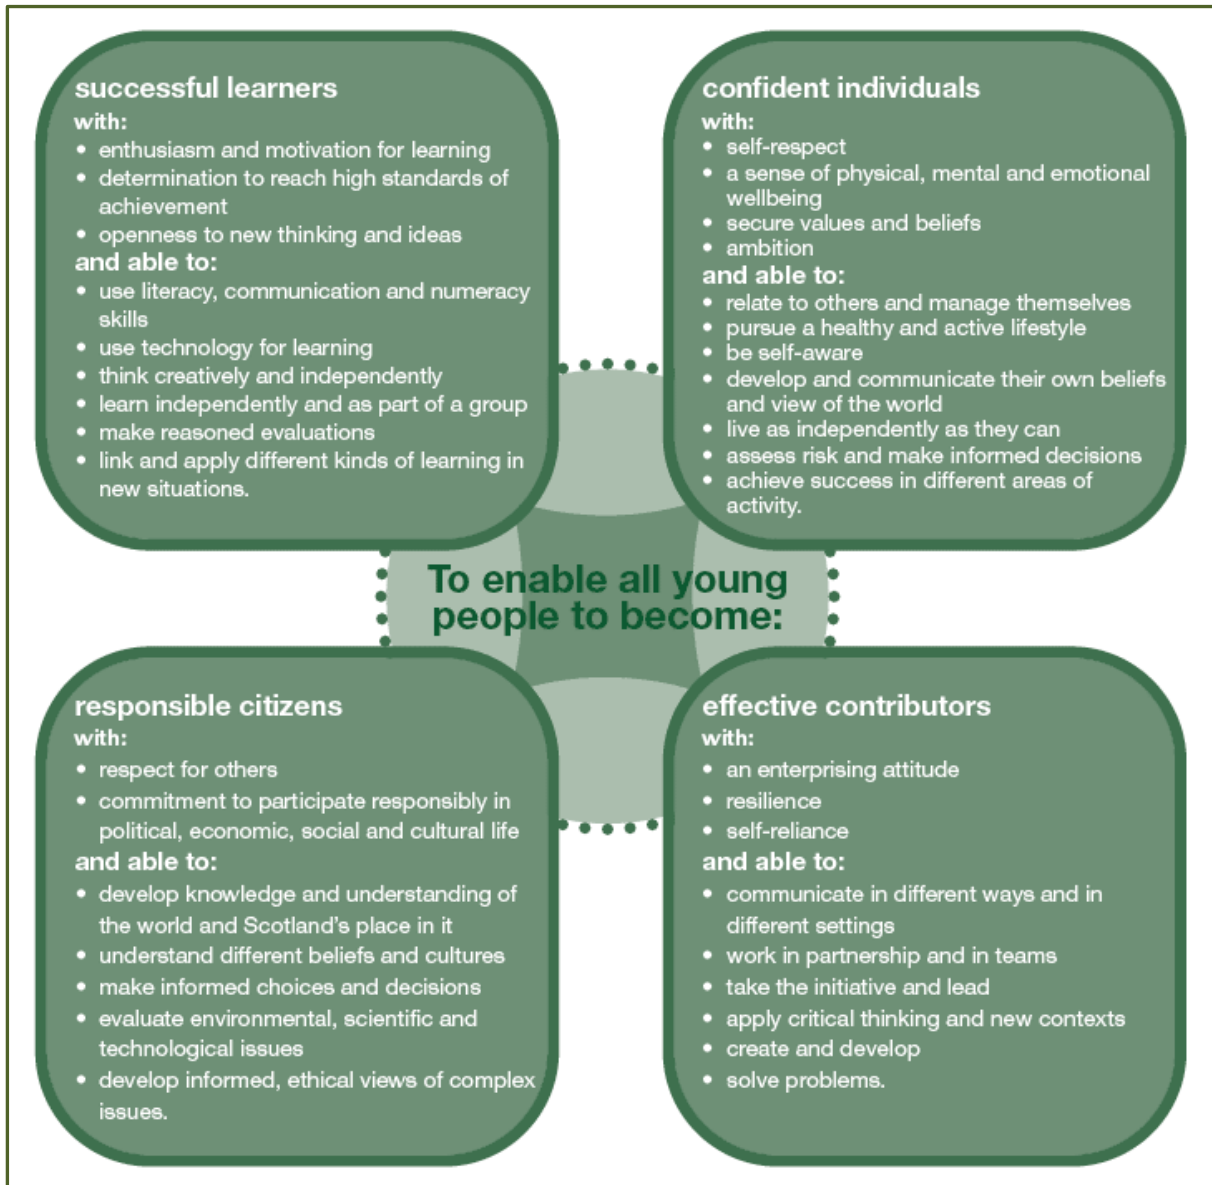 successful learners
with:
• enthusiasm and motivation for learning
• determination to reach high standards of
achievement
• openness to new thinking and ideas
and able to:
• use literacy, communication and numeracy
skills
• use technology for learning
• think creatively and independently
• learn independently and as part of a group
• make reasoned evaluations
• link and apply different kinds of learning in
new situations.
confident individuals
with:
• self-respect
• a sense of physical, mental and emotional
wellbeing
• secure values and beliefs
• ambition
and able to:
• relate to others and manage themselves
• pursue a healthy and active lifestyle
• be self-aware
• develop and communicate their own beliefs
and view of the world
• live as independently as they can
• assess risk and make informed decisions
• achieve success in different areas of
activity.
To enable all young
people to become:
responsible citizens
with:
• respect for others
• commitment to participate responsibly in
political, economic, social and cultural life
and able to:
• develop knowledge and understanding of
the world and Scotland's place in it
• understand different beliefs and cultures
• make informed choices and decisions
• evaluate environmental, scientific and
technological issues
• develop informed, ethical views of complex
issues.
effective contributors
with:
• an enterprising attitude
• resilience
• self-reliance
and able to:
• communicate in different ways and in
different settings
• work in partnership and in teams
• take the initiative and lead
• apply critical thinking and new contexts
• create and develop
• solve problems.